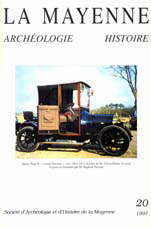 LA MAYENNE
ARCHÉOLOGIE HISTOIRE
20
1997
Société d'Archéologie et d'Histoire de la Mayenne